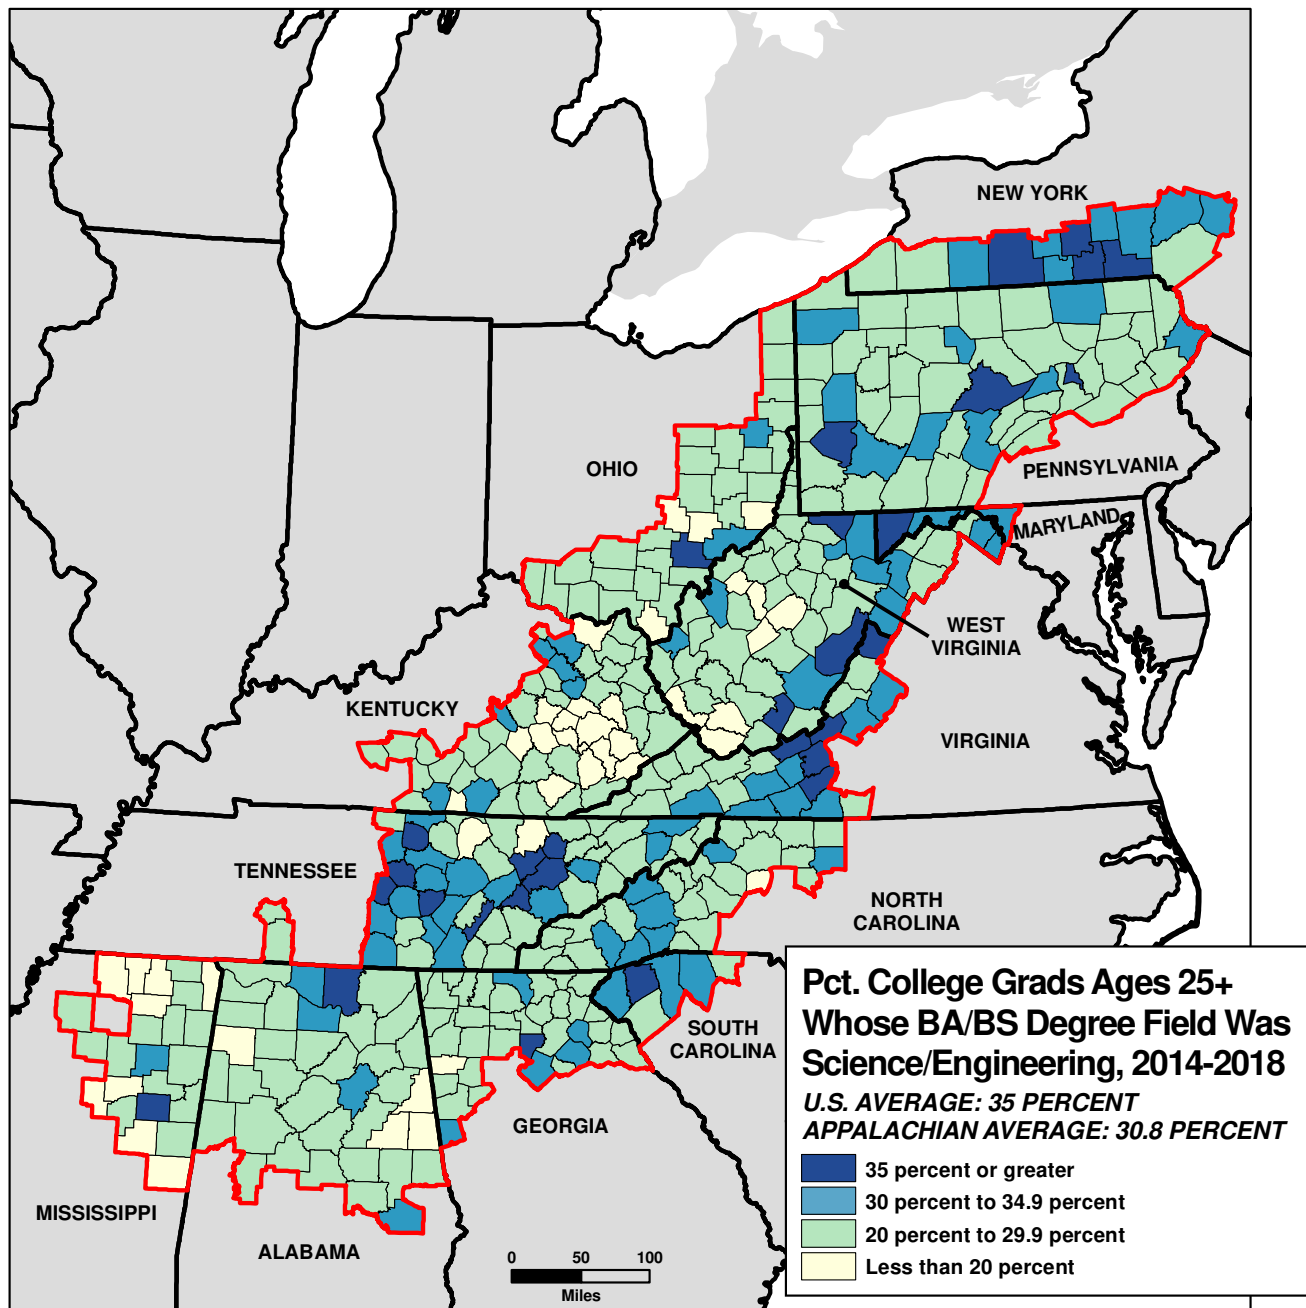 NEW YORK
OHIO
PENNSYLVANIA
MARYLAND
WEST
VIRGINIA
KENTUCKY
VIRGINIA
TENNESSEE
NORTH
CAROLINA
SOUTH
CAROLINA
GEORGIA
MISSISSIPPI
ALABAMA
0 50 100
Miles
Pct. College Grads Ages 25+
Whose BA/BS Degree Field Was
Science/Engineering, 2014-2018
U.S. AVERAGE: 35 PERCENT
APPALACHIAN AVERAGE: 30.8 PERCENT
35 percent or greater
30 percent to 34.9 percent
20 percent to 29.9 percent
Less than 20 percent